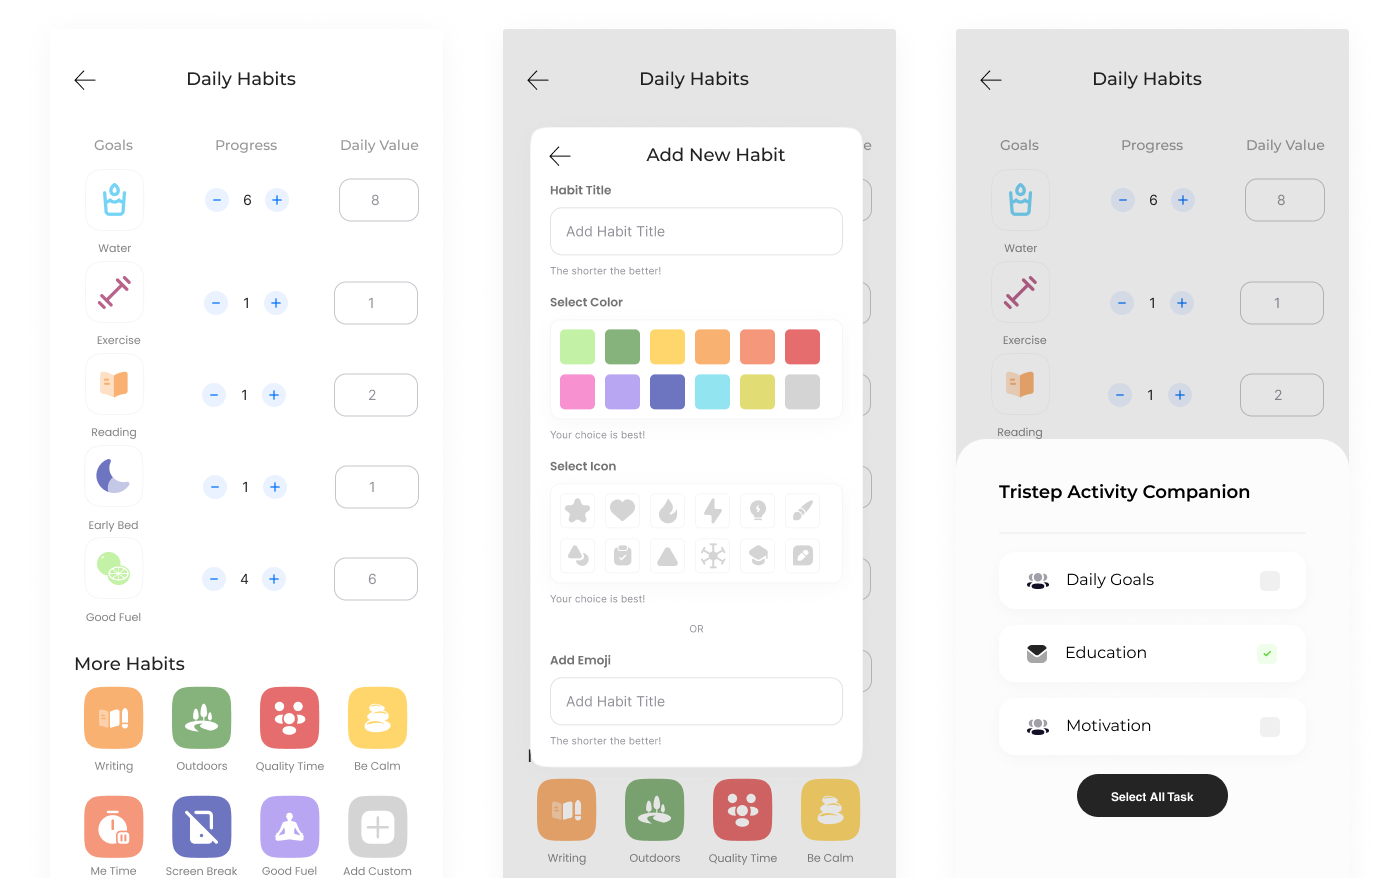 Daily Habits
Goals Progress Daily Value
6 8
Water
1 1
Exercise
1 2
Reading
1 1
Early Bed
4 6
Good Fuel
More Habits
Writing Outdoors Quality Time Be Calm
Me Time Screen Break Good Fuel Add Custom
Daily Habits
Add New Habit
Habit Title
Add Habit Title
The shorter the better!
Select Color
Your choice is best!
Select Icon
Your choice is best!
OR
Add Emoji
Add Habit Title
The shorter the better!
Writing Outdoors Quality Time Be Calm
Daily Habits
Goals Progress Daily Value
6 8
Water
1 1
Exercise
1 2
Reading
Tristep Activity Companion
Daily Goals
Education
Motivation
Select All Task